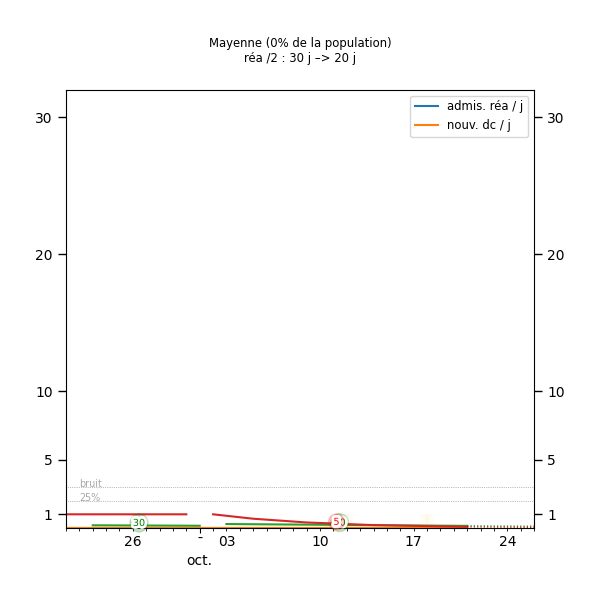 Mayenne (0% de la population)
réa /2 : 30 j –> 20 j
admis. réa / j
nouv. dc / j
30 30
20 20
10 10
5 5
bruit
25%
1 1
30 5
26 - 03 10 17 24
oct.